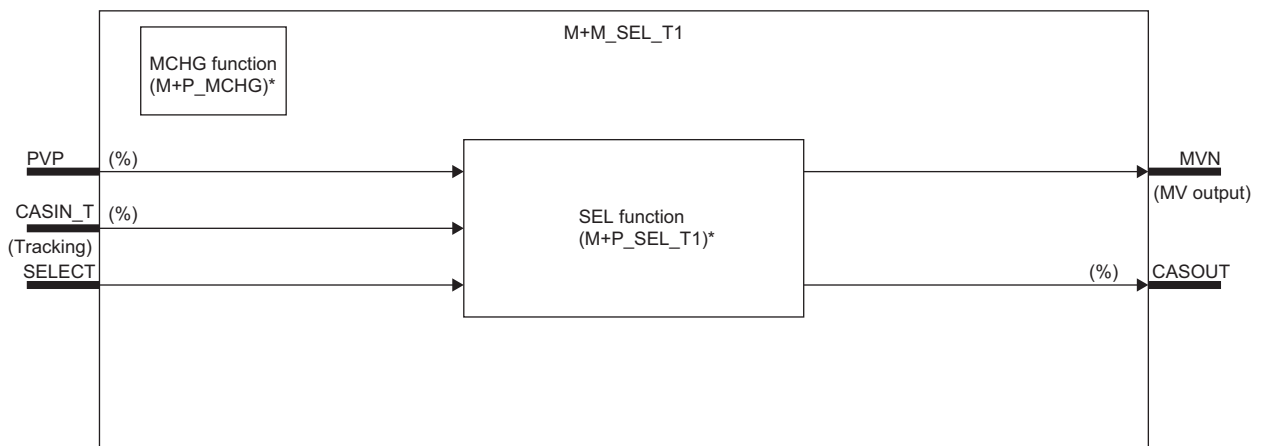 M+M_SEL_T1
MCHG function
(M+P_MCHG)*
PVP
(%)
MVN
(MV output)
CASIN_T
(%)
(Tracking)
SEL function
(M+P_SEL_T1)*
SELECT
(%)
CASOUT